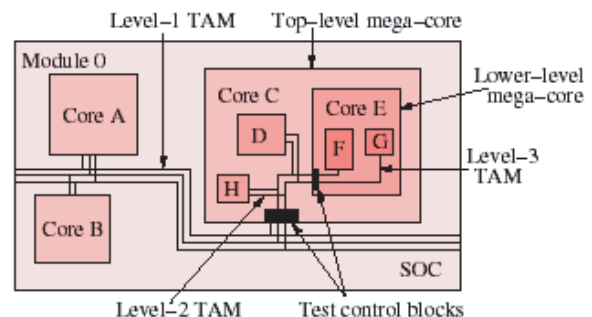 Level-1 TAM
Top-level mega-core
Module 0
Core A
Core C
Core E
Lower-level
mega-core
D
F
G
Level-3
TAM
H
Core B
SOC
Level-2 TAM
Test control blocks